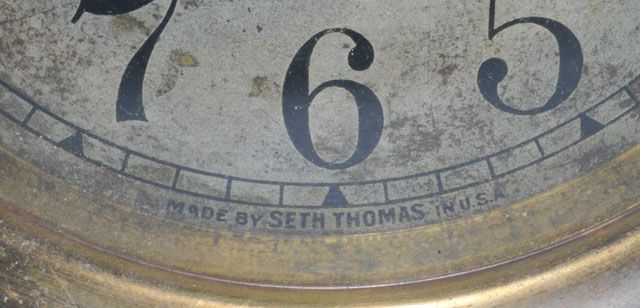 7 6 5
MADE BY SETH THOMAS IN U.S.A